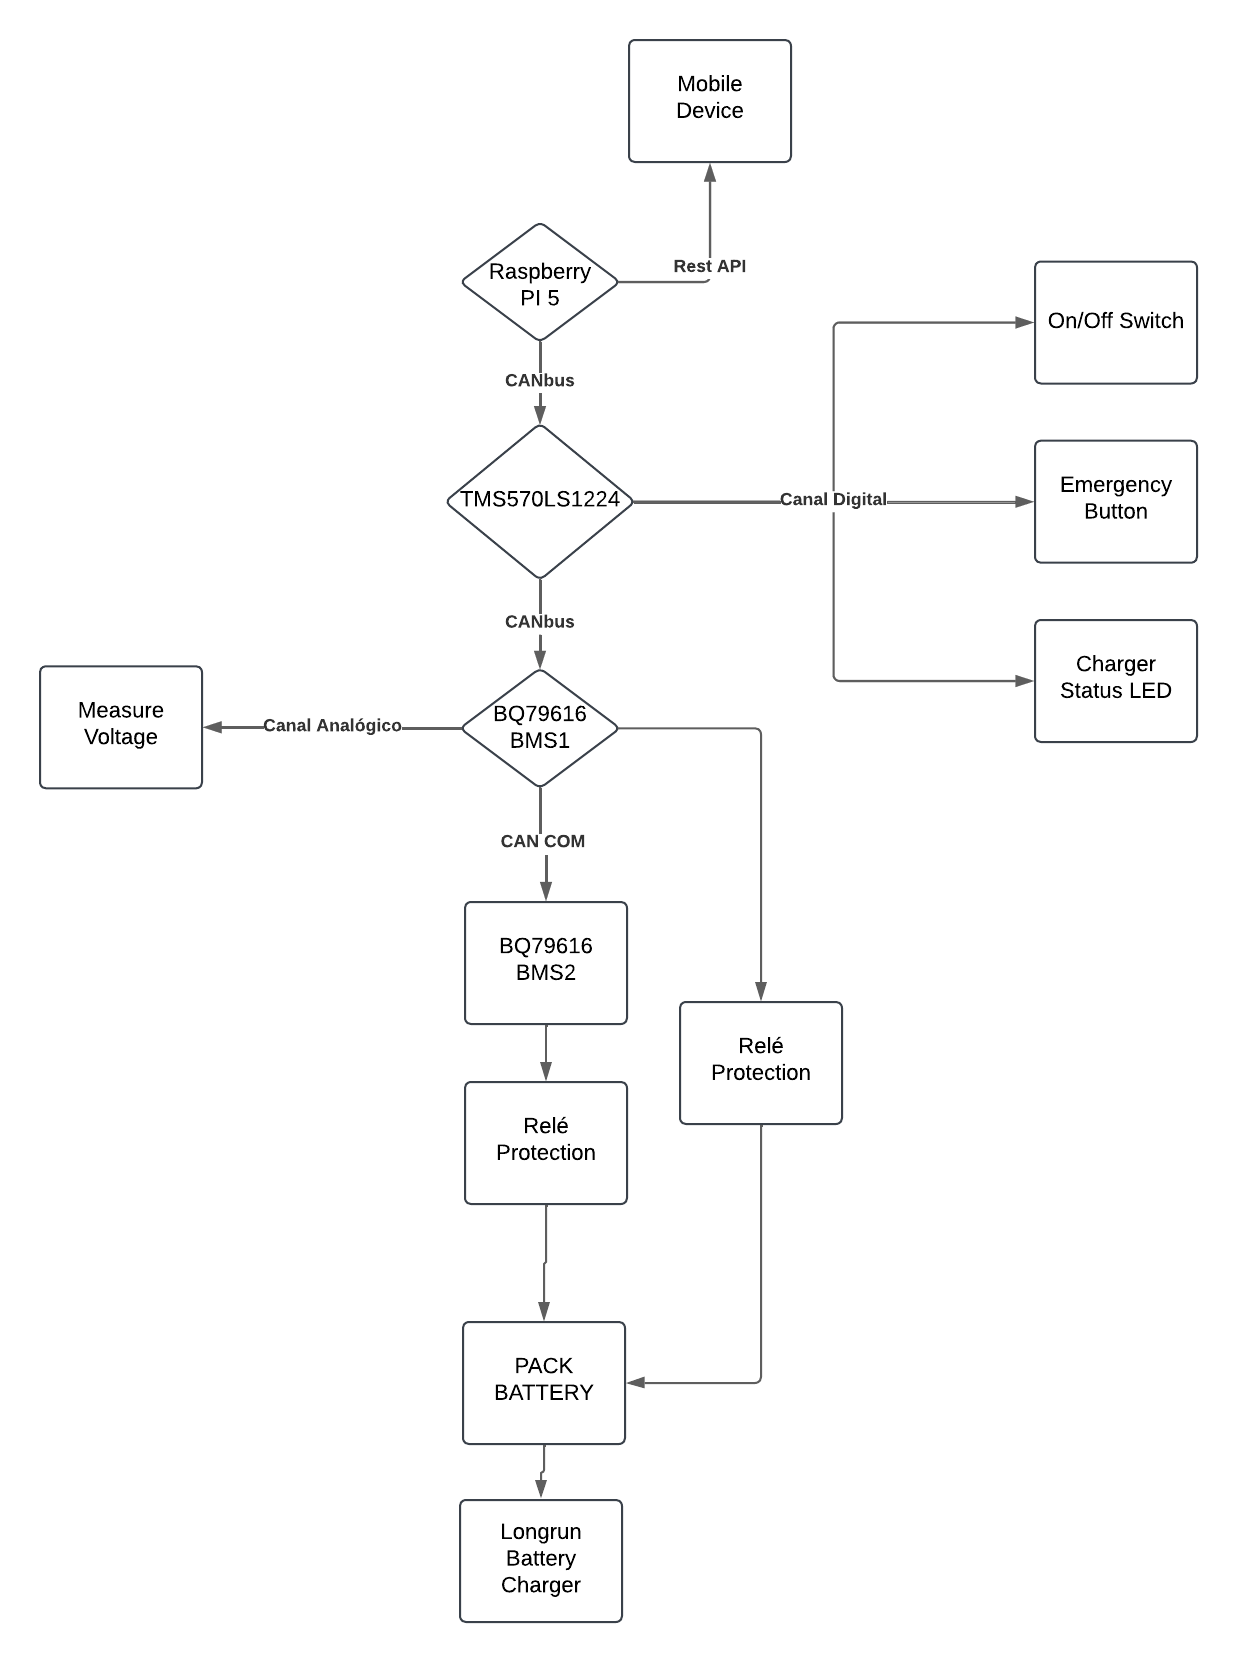 Mobile
Device
Rest API
Raspberry
PI 5
CANbus
On/Off Switch
TMS570LS1224
Canal Digital
Emergency
Button
CANbus
Charger
Status LED
Measure
Voltage
Canal Analógico
BQ79616
BMS1
CAN COM
BQ79616
BMS2
Relé
Protection
Relé
Protection
PACK
BATTERY
Longrun
Battery
Charger